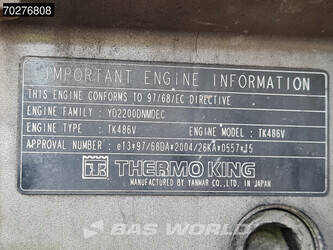 70276808
IMPORTANT ENGINE INFORMATION
THIS ENGINE CONFORMS TO 97/68/EC DIRECTIVE
ENGINE FAMILY : YD2200DNMDEC
ENGINE TYPE : TK486V ENGINE MODEL : TK486V
APPROVAL NUMBER : e13*97/68DA*2004/26KA*0557*15
THERMO KING
MANUFACTURED BY YANMAR CO.,LTD. IN JAPAN
BAS WORLD